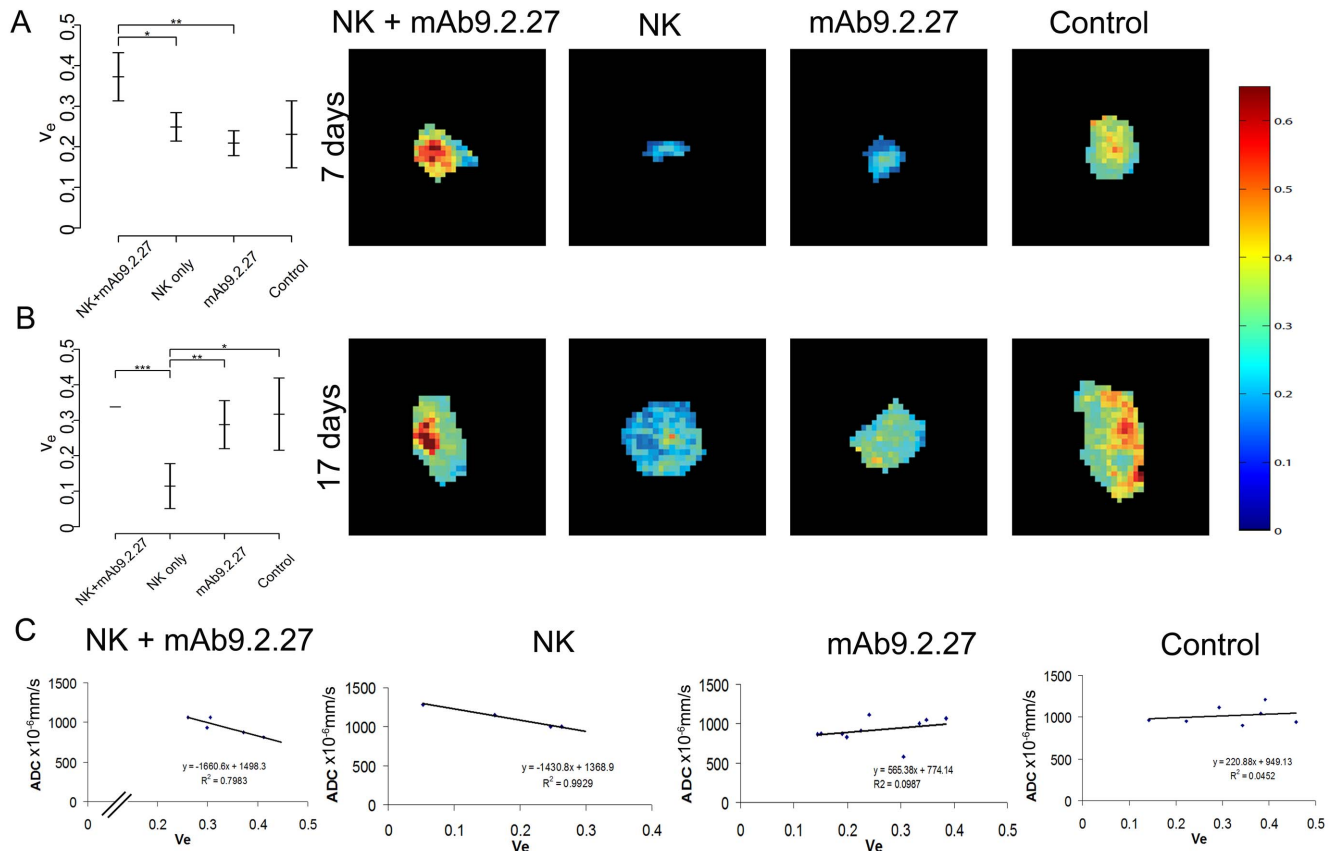 A
NK + mAb9.2.27
NK
mAb9.2.27
Control
0.5
0.4
0.3
0.2
0.1
0
ve
**
*
NK+mAb9.2.27
NK only
mAb9.2.27
Control
7 days
0.6
0.5
0.4
0.3
0.2
0.1
0
B
0.5
0.4
0.3
0.2
0.1
0
ve
*
***
**
NK+mAb9.2.27
NK only
mAb9.2.27
Control
17 days
C
NK + mAb9.2.27
ADC x10-6mm/s
1500
1000
500
0
y = -1660.6x + 1498.3
R2 = 0.7983
0 0.2 0.3 0.4 0.5
Ve
NK
ADC x10-6mm/s
1500
1000
500
0
y = -1430.8x + 1368.9
R2 = 0.9929
0 0.1 0.2 0.3 0.4
Ve
mAb9.2.27
ADC x10-6mm/s
1500
1000
500
0
y = 565.38x + 774.14
R2 = 0.0987
0 0.1 0.2 0.3 0.4 0.5
Ve
Control
ADC x10-6mm/s
1500
1000
500
0
y = 220.88x + 949.13
R2 = 0.0452
0 0.1 0.2 0.3 0.4 0.5
Ve